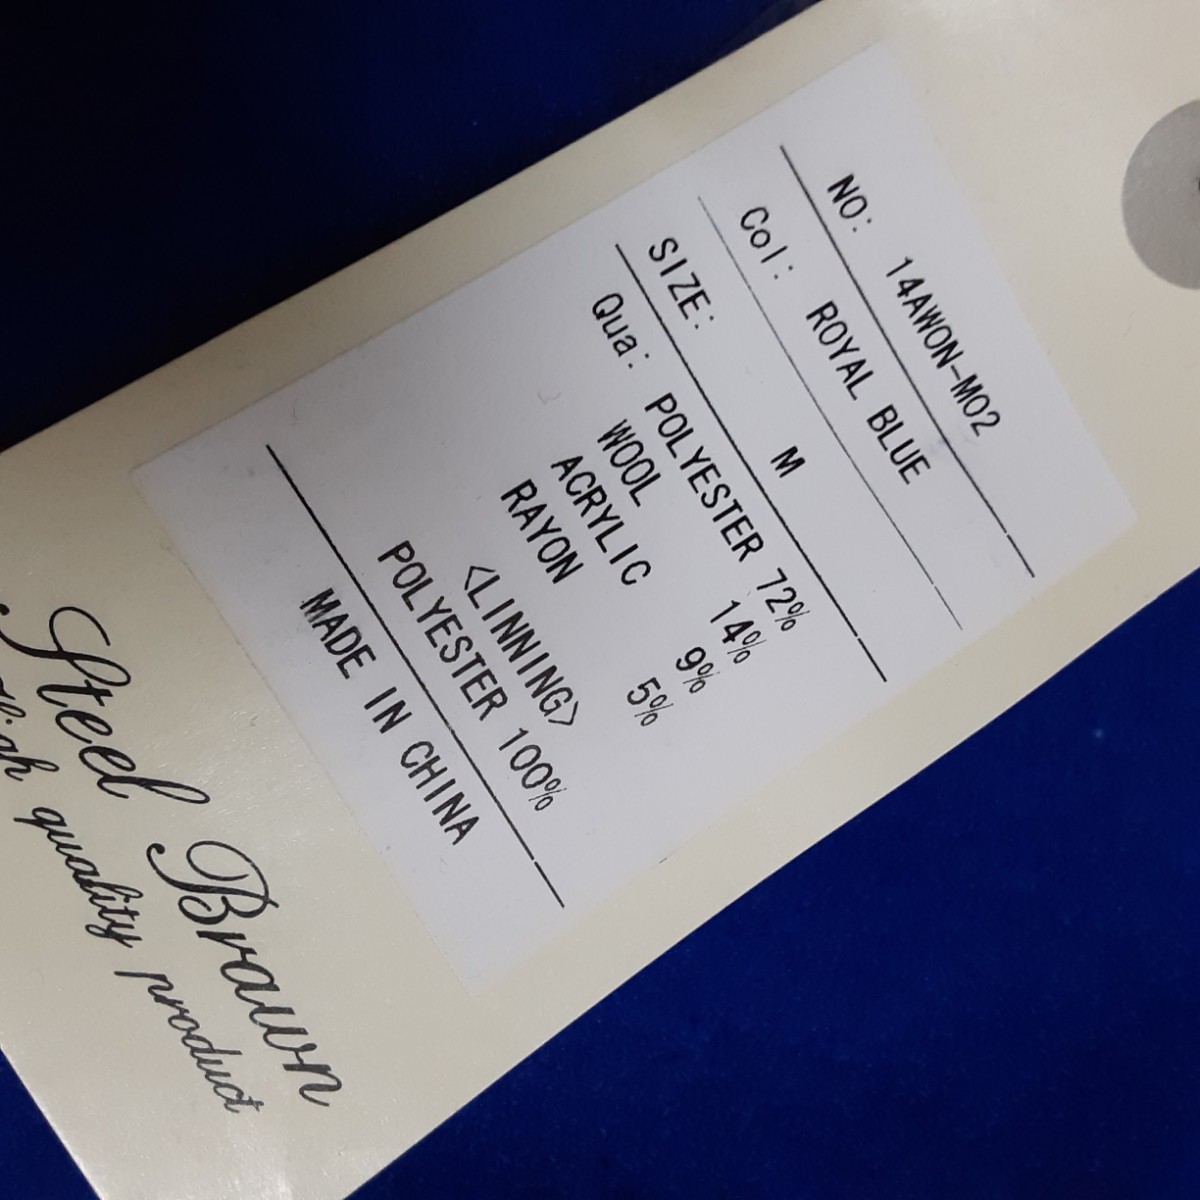 NO: 14AWON-M02
Col: ROYAL BLUE
SIZE: M
Qua: POLYESTER 72%
WOOL 14%
ACRYLIC 9%
RAYON 5%
<LINNING>
POLYESTER 100%
MADE IN CHINA
Steel Brawn
High quality product